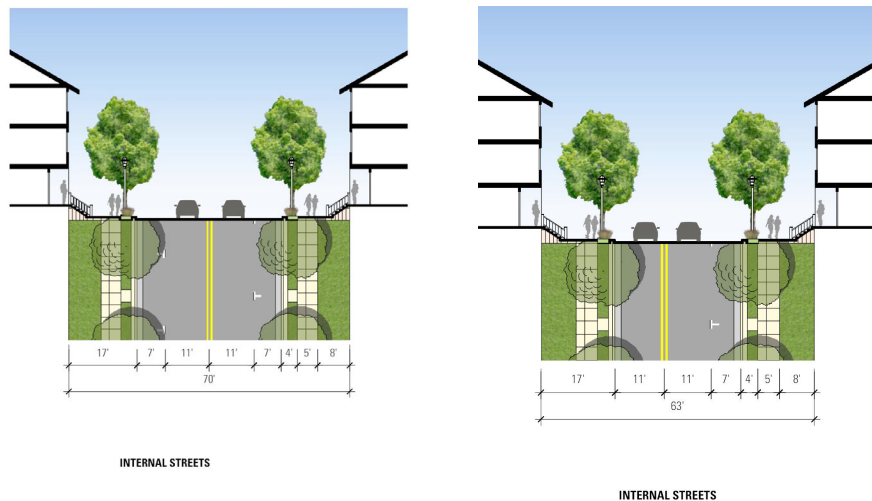 17' 7' 11' 11' 7' 4' 5' 8'
70'
INTERNAL STREETS
17' 11' 11' 7' 4' 5' 8'
63'
INTERNAL STREETS